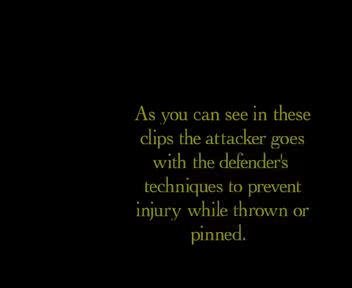 As you can see in these
clips the attacker goes
with the defender's
techniques to prevent
injury while thrown or
pinned.